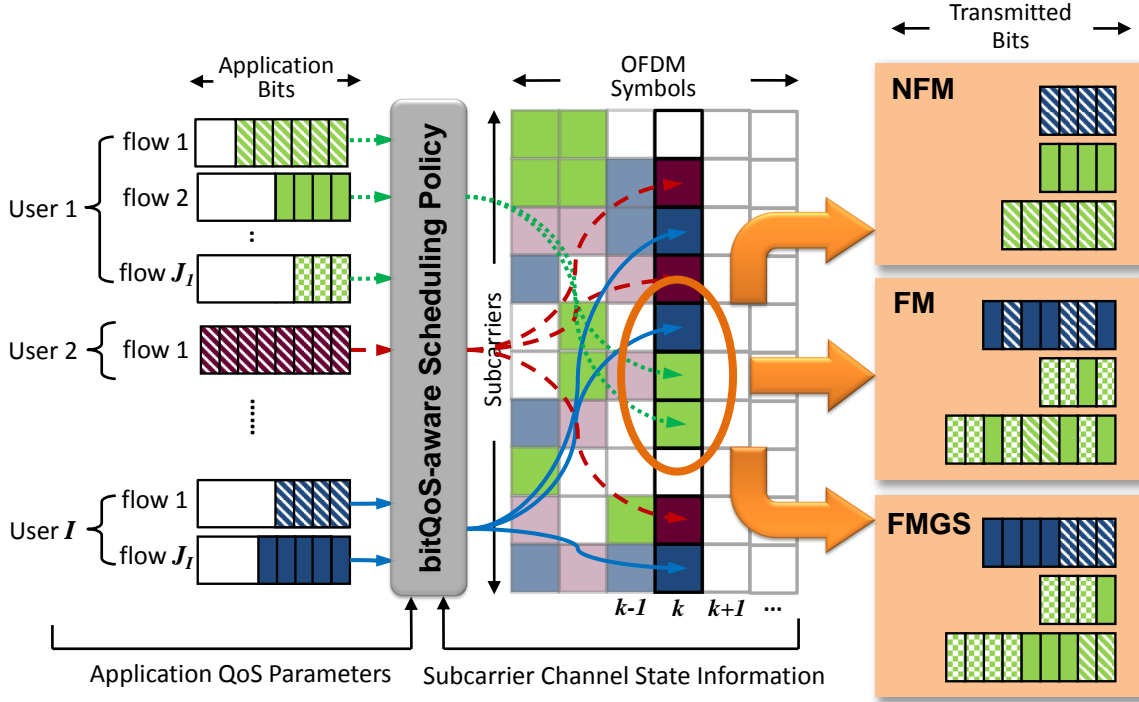 Application
Bits
OFDM
Symbols
Transmitted
Bits
User 1
flow 1
flow 2
:
flow J_I
User 2
flow 1
......
User I
flow 1
flow J_I
bitQoS-aware Scheduling Policy
Subcarriers
k-1 k k+1 ...
NFM
FM
FMGS
Application QoS Parameters
Subcarrier Channel State Information